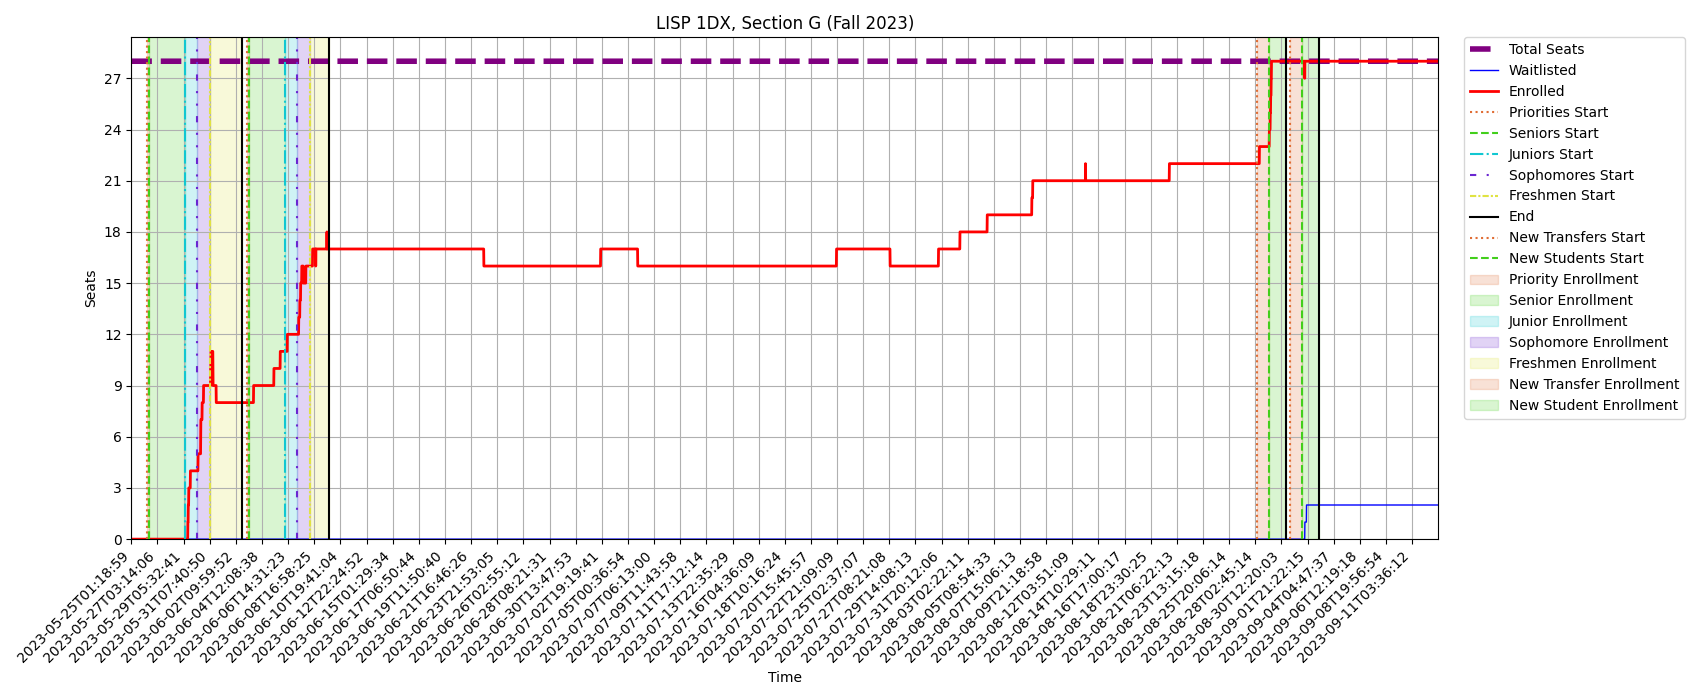 LISP 1DX, Section G (Fall 2023)
Seats
27
24
21
18
15
12
9
6
3
0
2023-05-25T01:18:59
2023-05-27T03:14:06
2023-05-29T05:32:41
2023-05-31T07:40:50
2023-06-02T09:59:52
2023-06-04T12:08:38
2023-06-06T14:31:23
2023-06-08T16:58:25
2023-06-10T19:41:04
2023-06-12T22:24:52
2023-06-15T01:29:34
2023-06-17T06:50:44
2023-06-19T11:50:40
2023-06-21T16:46:26
2023-06-23T21:53:05
2023-06-26T02:55:12
2023-06-28T08:21:31
2023-06-30T13:47:53
2023-07-02T19:19:41
2023-07-05T00:36:54
2023-07-07T06:13:00
2023-07-09T11:43:58
2023-07-11T17:12:14
2023-07-13T22:35:29
2023-07-16T04:36:09
2023-07-18T10:16:24
2023-07-20T15:45:57
2023-07-22T21:09:09
2023-07-25T02:37:07
2023-07-27T08:21:08
2023-07-29T14:08:13
2023-07-31T20:12:06
2023-08-03T02:22:11
2023-08-05T08:54:33
2023-08-07T15:06:13
2023-08-09T21:18:58
2023-08-12T03:51:09
2023-08-14T10:29:11
2023-08-16T17:00:17
2023-08-18T23:30:25
2023-08-21T06:22:13
2023-08-23T13:15:18
2023-08-25T20:06:14
2023-08-28T02:45:14
2023-08-30T12:20:03
2023-09-01T21:22:15
2023-09-04T04:47:37
2023-09-06T12:19:18
2023-09-08T19:56:54
2023-09-11T03:36:12
Time
Total Seats
Waitlisted
Enrolled
Priorities Start
Seniors Start
Juniors Start
Sophomores Start
Freshmen Start
End
New Transfers Start
New Students Start
Priority Enrollment
Senior Enrollment
Junior Enrollment
Sophomore Enrollment
Freshmen Enrollment
New Transfer Enrollment
New Student Enrollment